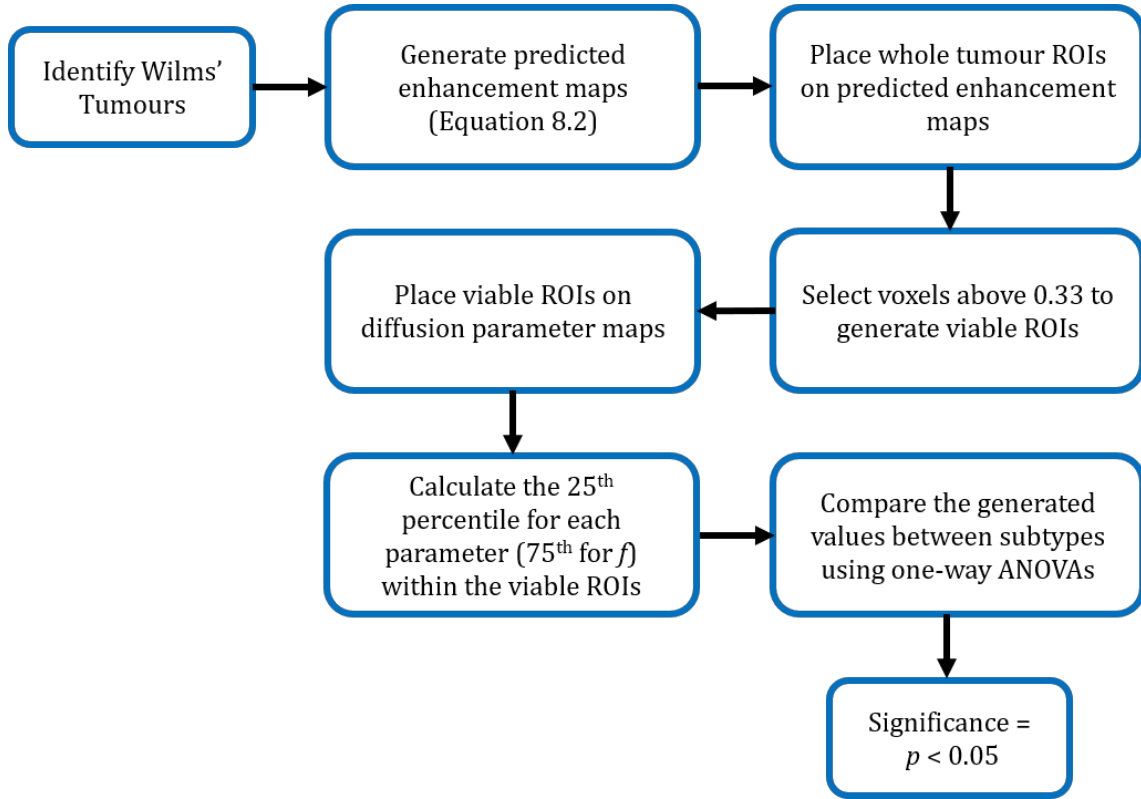 Identify Wilms’
Tumours
Generate predicted
enhancement maps
(Equation 8.2)
Place whole tumour ROIs
on predicted enhancement
maps
Select voxels above 0.33 to
generate viable ROIs
Place viable ROIs on
diffusion parameter maps
Calculate the 25th
percentile for each
parameter (75th for f)
within the viable ROIs
Compare the generated
values between subtypes
using one-way ANOVAs
Significance =
p < 0.05